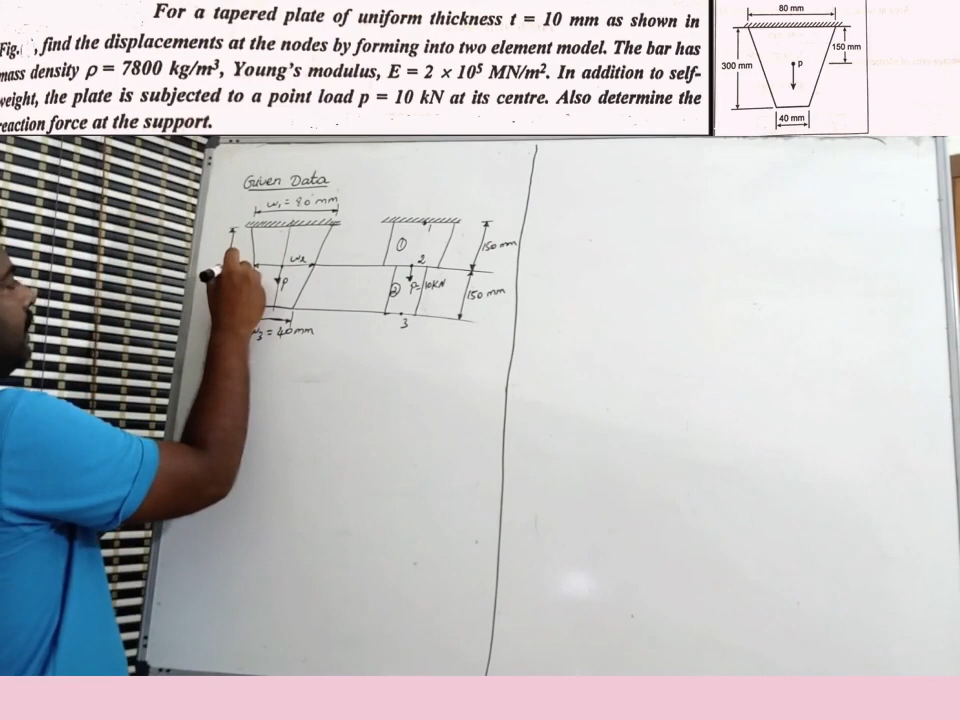 For a tapered plate of uniform thickness t = 10 mm as shown in
Fig. , find the displacements at the nodes by forming into two element model. The bar has
mass density ρ = 7800 kg/m³, Young's modulus, E = 2 × 10⁵ MN/m². In addition to self-
weight, the plate is subjected to a point load p = 10 kN at its centre. Also determine the
reaction force at the support.
80 mm
150 mm
300 mm
P
40 mm
Given Data
w₁ = 80 mm
1
① 
150 mm
w₂
2
P
② P=10KN
150 mm
w₃ = 40mm
3